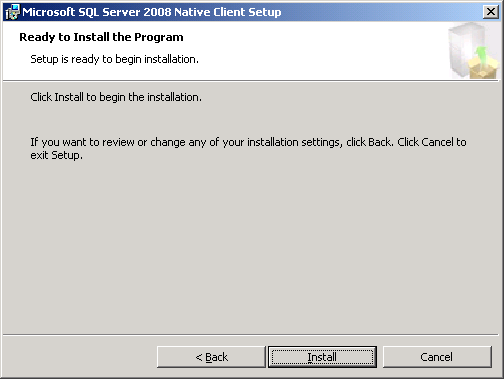 Microsoft SQL Server 2008 Native Client Setup
Ready to Install the Program
Setup is ready to begin installation.
Click Install to begin the installation.
If you want to review or change any of your installation settings, click Back. Click Cancel to
exit Setup.
< Back
Install
Cancel